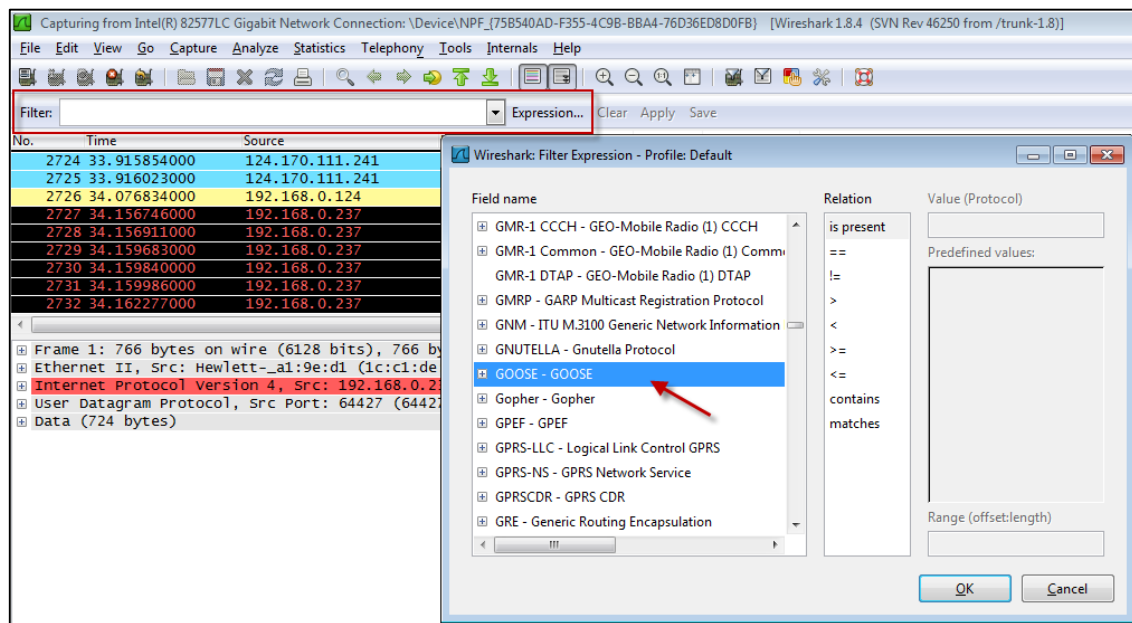 Capturing from Intel(R) 82577LC Gigabit Network Connection: \Device\NPF_{75B540AD-F355-4C9B-BBA4-76D36ED8D0FB} [Wireshark 1.8.4 (SVN Rev 46250 from /trunk-1.8)]
File Edit View Go Capture Analyze Statistics Telephony Tools Internals Help
Filter: Expression... Clear Apply Save
No. Time Source
2724 33.915854000 124.170.111.241
2725 33.916023000 124.170.111.241
2726 34.076834000 192.168.0.124
2727 34.156746000 192.168.0.237
2728 34.156911000 192.168.0.237
2729 34.159683000 192.168.0.237
2730 34.159840000 192.168.0.237
2731 34.159986000 192.168.0.237
2732 34.162277000 192.168.0.237
Frame 1: 766 bytes on wire (6128 bits), 766 by
Ethernet II, Src: Hewlett-_a1:9e:d1 (1c:c1:de
Internet Protocol Version 4, Src: 192.168.0.23
User Datagram Protocol, Src Port: 64427 (64427
Data (724 bytes)
Wireshark: Filter Expression - Profile: Default
Field name
GMR-1 CCCH - GEO-Mobile Radio (1) CCCH
GMR-1 Common - GEO-Mobile Radio (1) Commo
GMR-1 DTAP - GEO-Mobile Radio (1) DTAP
GMRP - GARP Multicast Registration Protocol
GNM - ITU M.3100 Generic Network Information
GNUTELLA - Gnutella Protocol
GOOSE - GOOSE
Gopher - Gopher
GPEF - GPEF
GPRS-LLC - Logical Link Control GPRS
GPRS-NS - GPRS Network Service
GPRSCDR - GPRS CDR
GRE - Generic Routing Encapsulation
Relation
is present
==
!=
>
<
>=
<=
contains
matches
Value (Protocol)
Predefined values:
Range (offset:length)
OK Cancel